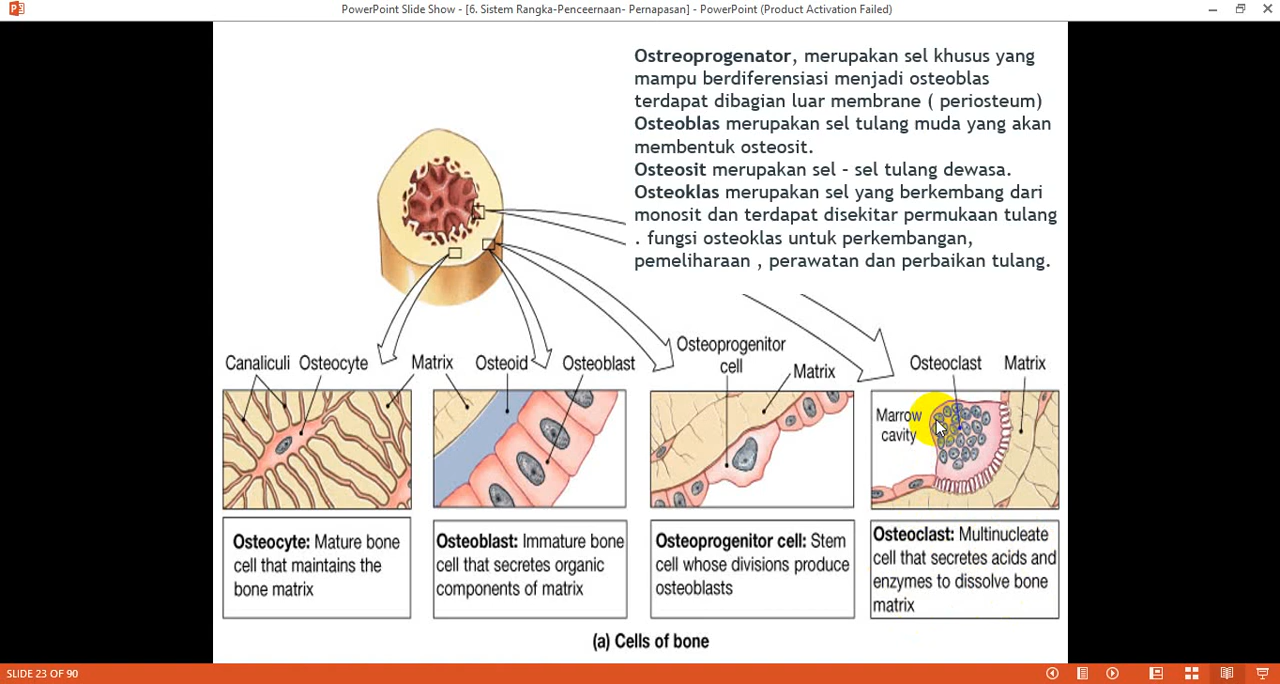 PowerPoint Slide Show - [6. Sistem Rangka-Penceernaan- Pernapasan] - PowerPoint (Product Activation Failed)
Ostreoprogenator, merupakan sel khusus yang
mampu berdiferensiasi menjadi osteoblas
terdapat dibagian luar membrane ( periosteum)
Osteoblas merupakan sel tulang muda yang akan
membentuk osteosit.
Osteosit merupakan sel - sel tulang dewasa.
Osteoklas merupakan sel yang berkembang dari
monosit dan terdapat disekitar permukaan tulang
. fungsi osteoklas untuk perkembangan,
pemeliharaan , perawatan dan perbaikan tulang.
Canaliculi Osteocyte
Matrix
Osteoid
Osteoblast
Osteoprogenitor
cell
Matrix
Osteoclast
Matrix
Marrow
cavity
Osteocyte: Mature bone
cell that maintains the
bone matrix
Osteoblast: Immature bone
cell that secretes organic
components of matrix
Osteoprogenitor cell: Stem
cell whose divisions produce
osteoblasts
Osteoclast: Multinucleate
cell that secretes acids and
enzymes to dissolve bone
matrix
(a) Cells of bone
SLIDE 23 OF 90